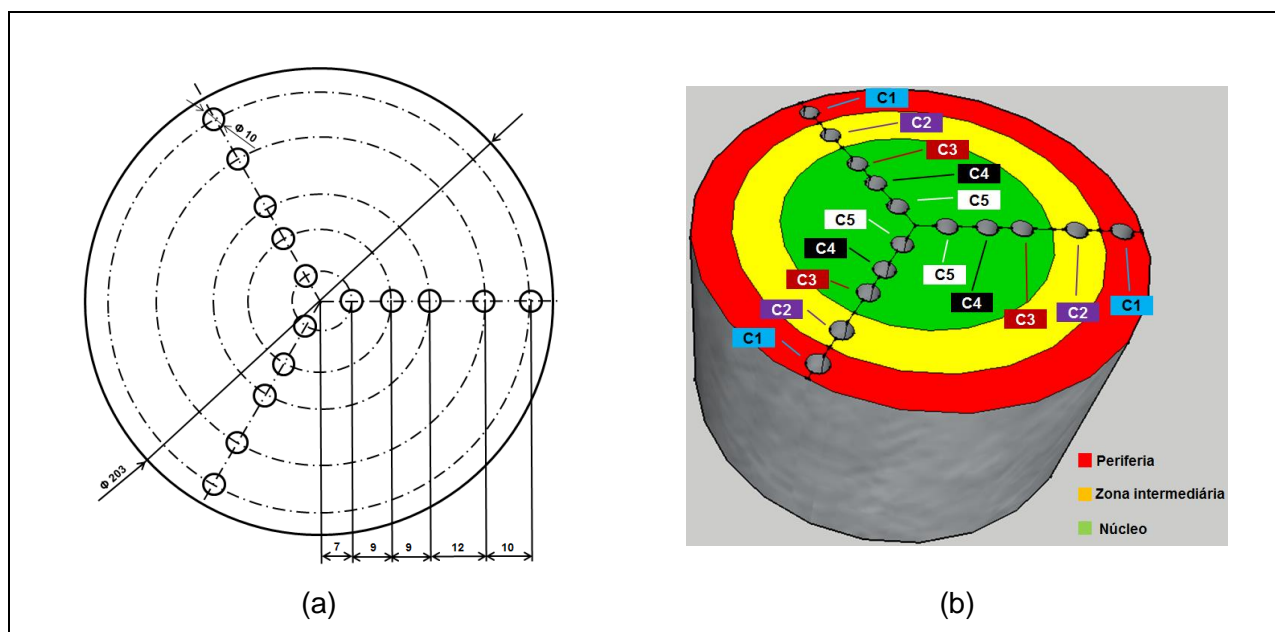 Φ 10
Φ 203
7 9 9 12 10
(a)
C1
C2
C3
C4
C5
C5
C4
C3
C2
C1
C5
C4
C3
C2
C1
Periferia
Zona intermediária
Núcleo
(b)